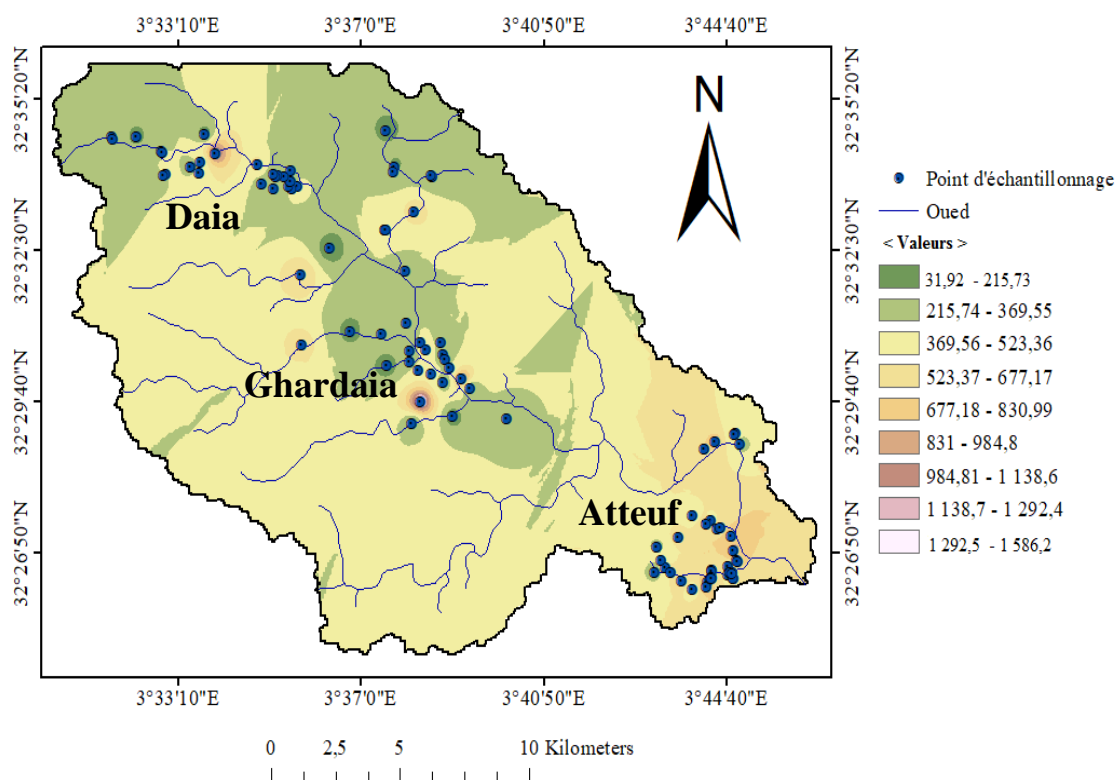 3°33'10"E 3°37'0"E 3°40'50"E 3°44'40"E
32°35'20"N 32°35'20"N
N
Point d'échantillonnage
Daia
Oued
< Valeurs >
32°32'30"N 32°32'30"N
31,92 - 215,73
215,74 - 369,55
369,56 - 523,36
523,37 - 677,17
Ghardaia
32°29'40"N 32°29'40"N
677,18 - 830,99
831 - 984,8
984,81 - 1 138,6
1 138,7 - 1 292,4
1 292,5 - 1 586,2
Atteuf
32°26'50"N 32°26'50"N
3°33'10"E 3°37'0"E 3°40'50"E 3°44'40"E
0 2,5 5 10 Kilometers